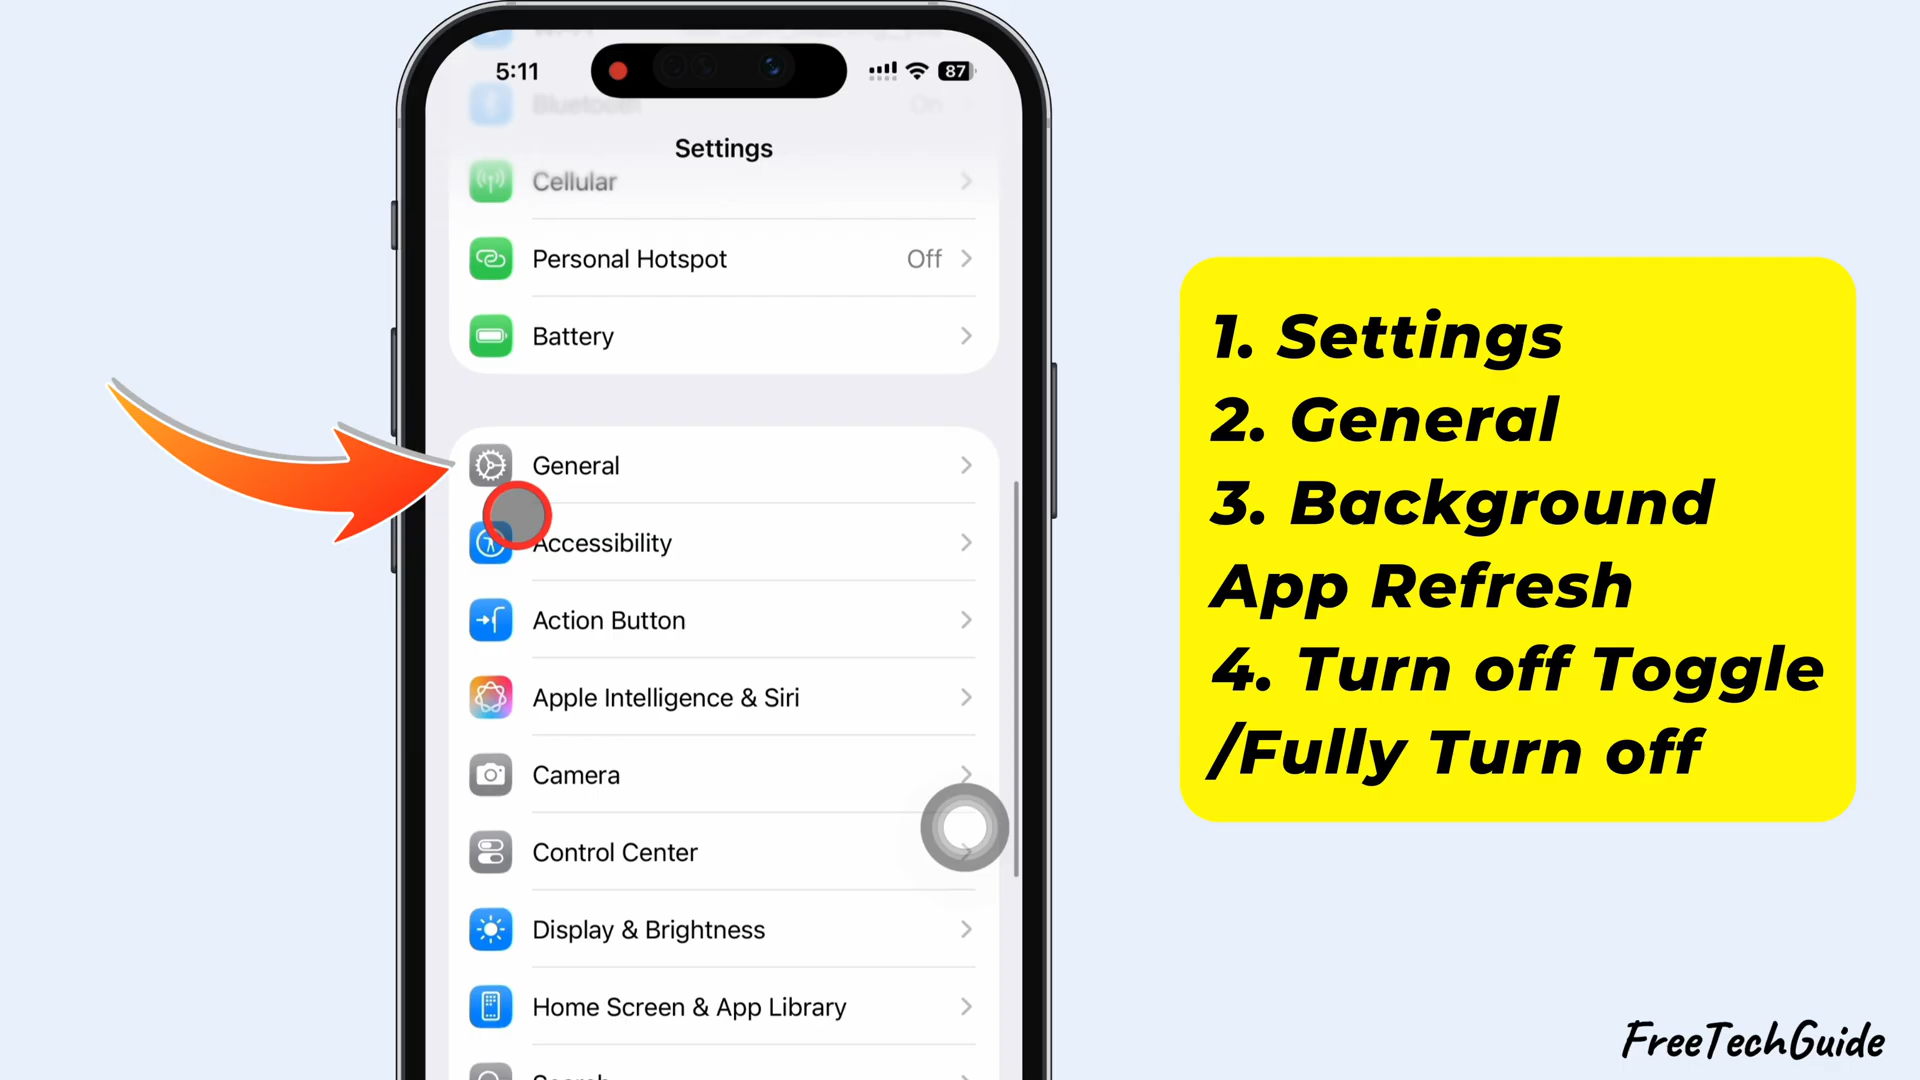 5:11
87
Bluetooth On
Settings
Cellular
Personal Hotspot Off
Battery
General
Accessibility
Action Button
Apple Intelligence & Siri
Camera
Control Center
Display & Brightness
Home Screen & App Library
1. Settings
2. General
3. Background
App Refresh
4. Turn off Toggle
/Fully Turn off
FreeTechGuide